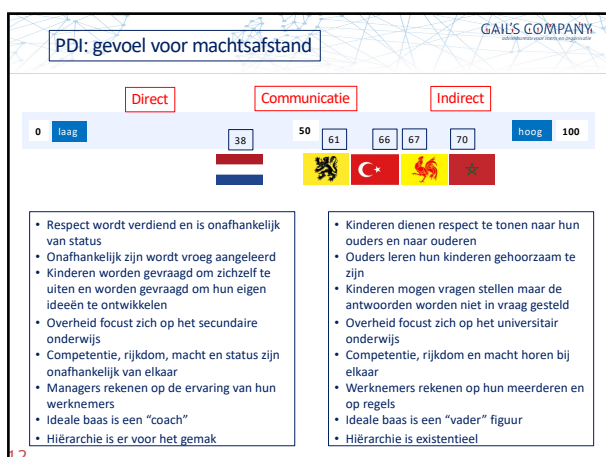 GAIL'S COMPANY
adviesbureau voor mens en organisatie
PDI: gevoel voor machtsafstand
Direct
Communicatie
Indirect
0
laag
38
50
61
66
67
70
hoog
100
• Respect wordt verdiend en is onafhankelijk
van status
• Onafhankelijk zijn wordt vroeg aangeleerd
• Kinderen worden gevraagd om zichzelf te
uiten en worden gevraagd om hun eigen
ideeën te ontwikkelen
• Overheid focust zich op het secundaire
onderwijs
• Competentie, rijkdom, macht en status zijn
onafhankelijk van elkaar
• Managers rekenen op de ervaring van hun
werknemers
• Ideale baas is een “coach”
• Hiërarchie is er voor het gemak
• Kinderen dienen respect te tonen naar hun
ouders en naar ouderen
• Ouders leren hun kinderen gehoorzaam te
zijn
• Kinderen mogen vragen stellen maar de
antwoorden worden niet in vraag gesteld
• Overheid focust zich op het universitair
onderwijs
• Competentie, rijkdom en macht horen bij
elkaar
• Werknemers rekenen op hun meerderen en
op regels
• Ideale baas is een “vader” figuur
• Hiërarchie is existentieel
12